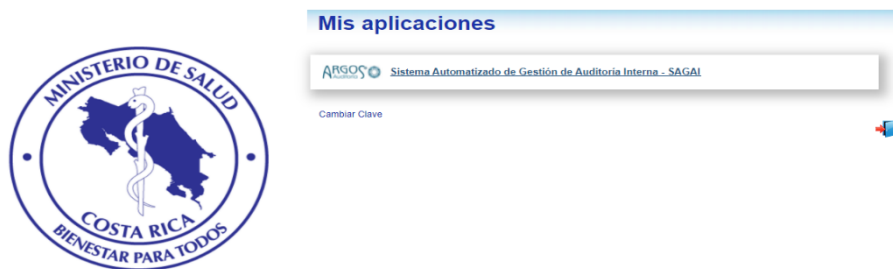 MINISTERIO DE SALUD
COSTA RICA
BIENESTAR PARA TODOS
Mis aplicaciones
ARGOS Sistema Automatizado de Gestión de Auditoría Interna - SAGAI
Cambiar Clave